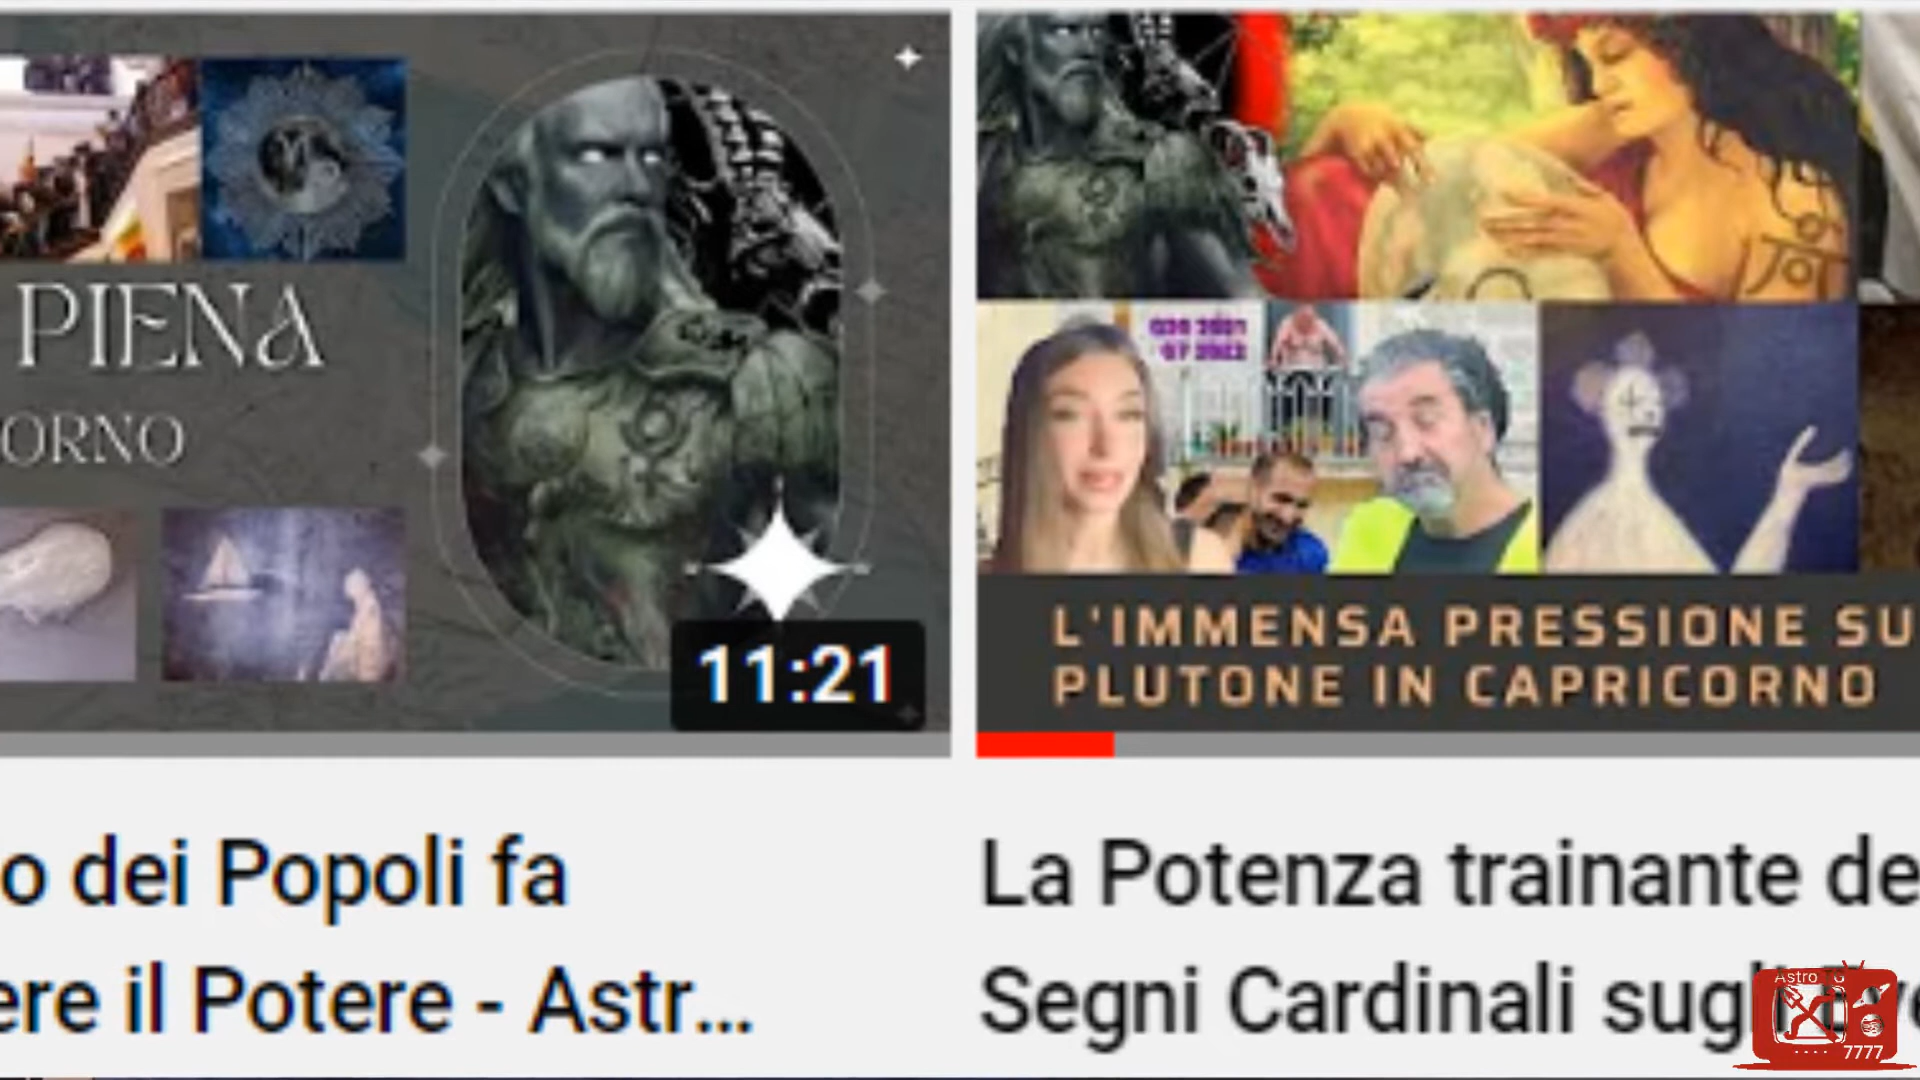 PIENA
ORNO
11:21
L'IMMENSA PRESSIONE SU
PLUTONE IN CAPRICORNO
o dei Popoli fa
ere il Potere - Astr...
La Potenza trainante de
Segni Cardinali sugli
Astro
7777